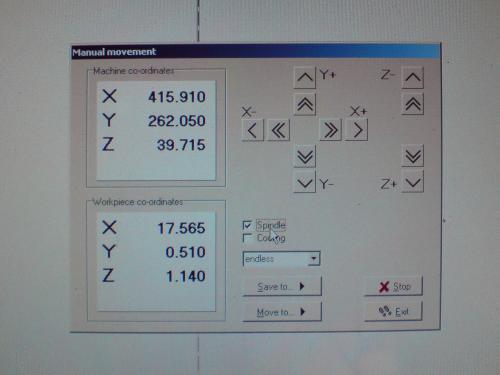 Manual movement
Machine co-ordinates
X 415.910
Y 262.050
Z 39.715
Y+
Z-
X-
X+
Y-
Z+
Workpiece co-ordinates
X 17.565
Y 0.510
Z 1.140
Spindle
Cooling
endless
Save to...
Stop
Move to...
Exit